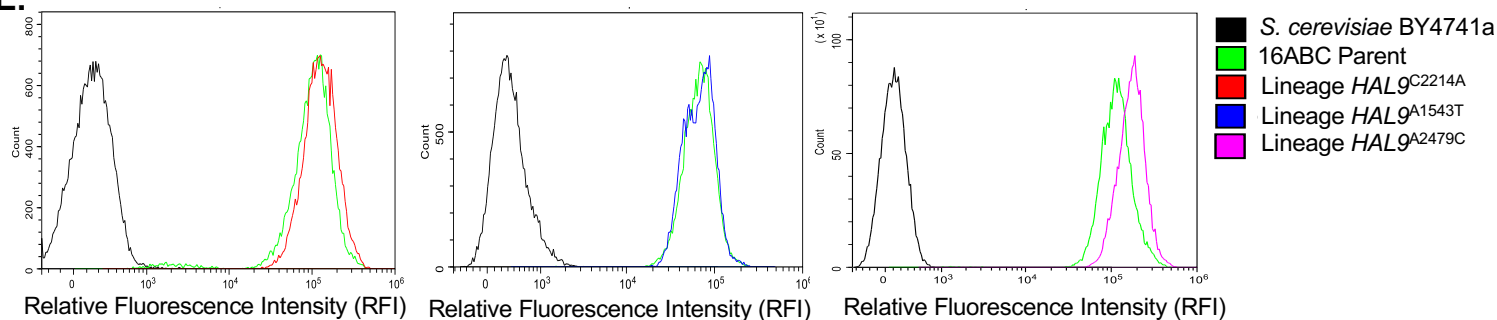 E.
800
600
400
200
0
Count
0 10³ 10⁴ 10⁵ 10⁶
Relative Fluorescence Intensity (RFI)
500
0
Count
0 10³ 10⁴ 10⁵ 10⁶
Relative Fluorescence Intensity (RFI)
(x 10¹)
100
50
0
Count
0 10³ 10⁴ 10⁵ 10⁶
Relative Fluorescence Intensity (RFI)
S. cerevisiae BY4741a
16ABC Parent
Lineage HAL9C2214A
Lineage HAL9A1543T
Lineage HAL9A2479C